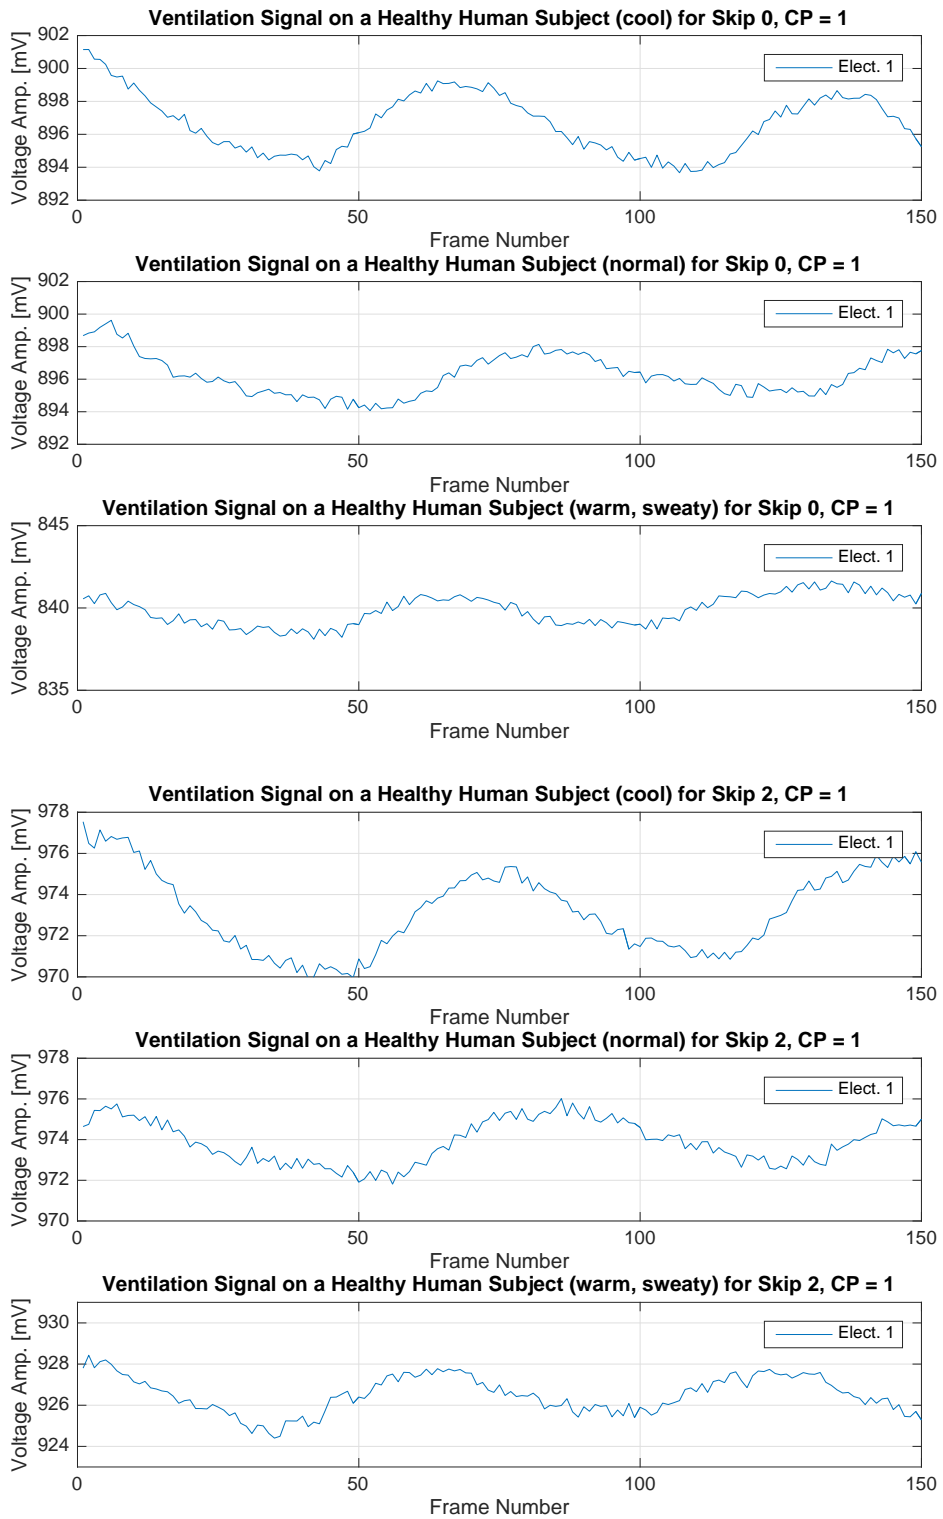 Ventilation Signal on a Healthy Human Subject (cool) for Skip 0, CP = 1
Voltage Amp. [mV]
902
900
898
896
894
892
Elect. 1
0 50 100 150
Frame Number
Ventilation Signal on a Healthy Human Subject (normal) for Skip 0, CP = 1
Voltage Amp. [mV]
902
900
898
896
894
892
Elect. 1
0 50 100 150
Frame Number
Ventilation Signal on a Healthy Human Subject (warm, sweaty) for Skip 0, CP = 1
Voltage Amp. [mV]
845
840
835
Elect. 1
0 50 100 150
Frame Number
Ventilation Signal on a Healthy Human Subject (cool) for Skip 2, CP = 1
Voltage Amp. [mV]
978
976
974
972
970
Elect. 1
0 50 100 150
Frame Number
Ventilation Signal on a Healthy Human Subject (normal) for Skip 2, CP = 1
Voltage Amp. [mV]
978
976
974
972
970
Elect. 1
0 50 100 150
Frame Number
Ventilation Signal on a Healthy Human Subject (warm, sweaty) for Skip 2, CP = 1
Voltage Amp. [mV]
930
928
926
924
Elect. 1
0 50 100 150
Frame Number